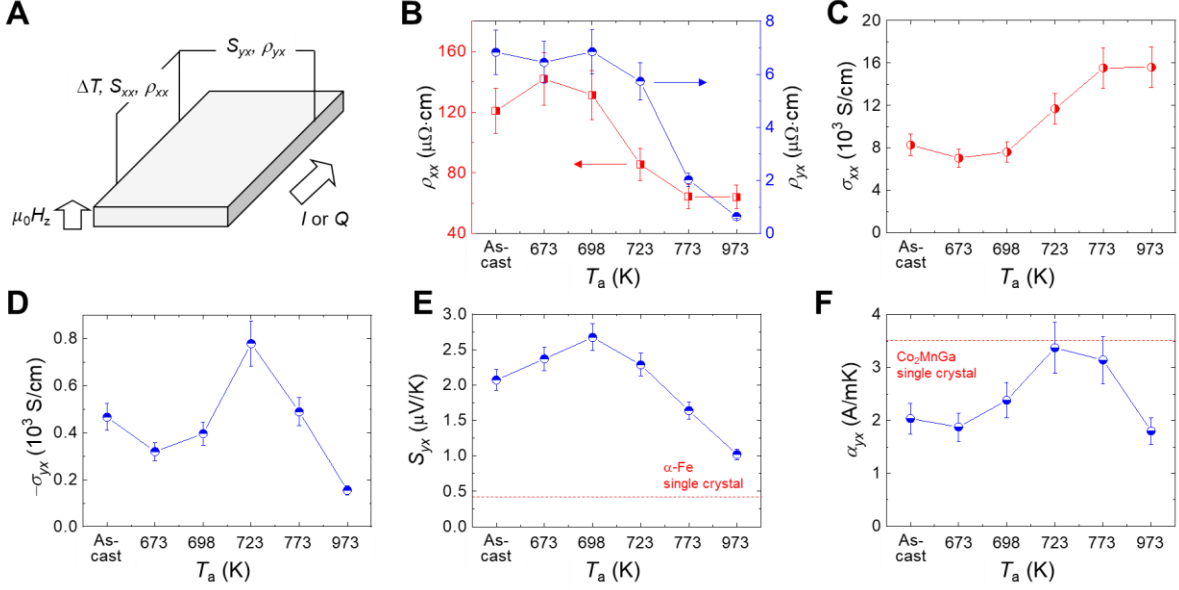 A
S_yx, ρ_yx
ΔT, S_xx, ρ_xx
μ₀H_z
I or Q
B
ρ_xx (μΩ·cm)
160
120
80
40
8
6
4
2
0
ρ_yx (μΩ·cm)
As-cast 673 698 723 773 973
T_a (K)
C
σ_xx (10³ S/cm)
20
16
12
8
4
0
As-cast 673 698 723 773 973
T_a (K)
D
−σ_yx (10³ S/cm)
0.8
0.6
0.4
0.2
0.0
As-cast 673 698 723 773 973
T_a (K)
E
S_yx (μV/K)
3.0
2.5
2.0
1.5
1.0
0.5
0.0
α-Fe
single crystal
As-cast 673 698 723 773 973
T_a (K)
F
α_yx (A/mK)
4
3
2
1
0
Co₂MnGa
single crystal
As-cast 673 698 723 773 973
T_a (K)